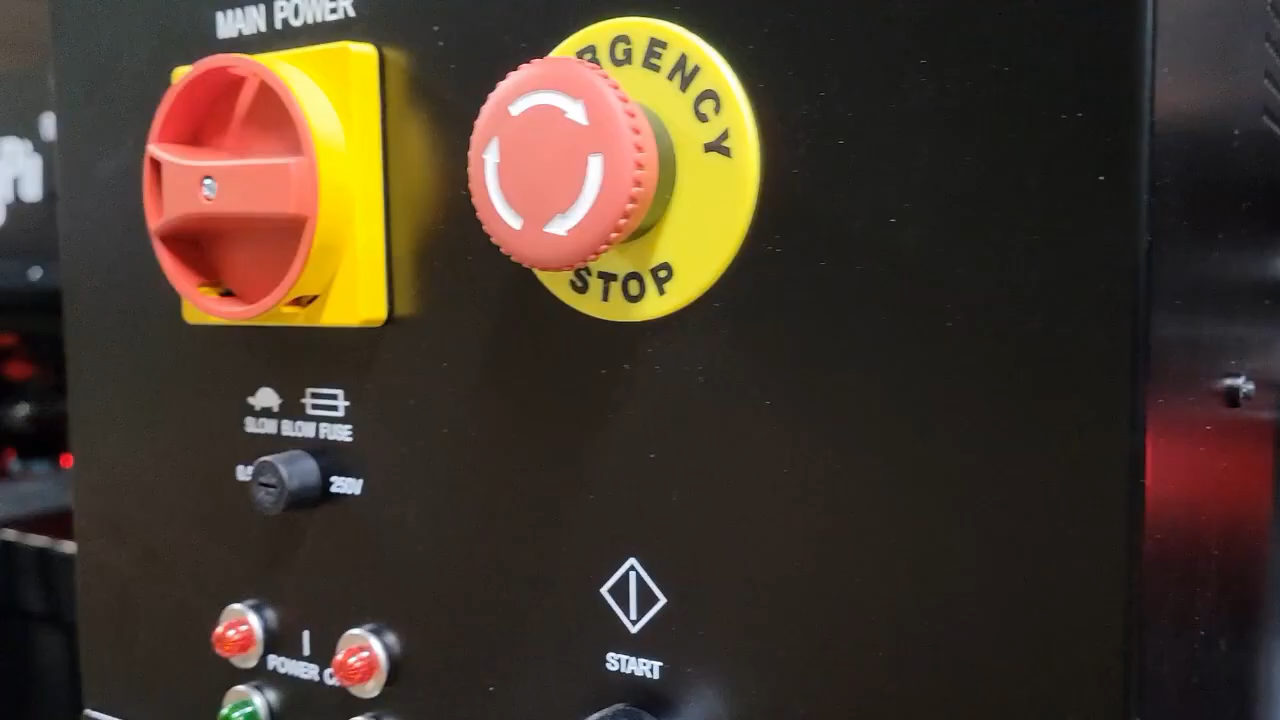 MAIN POWER
RGENCY
STOP
SLOW BLOW FUSE
250V
POWER
START